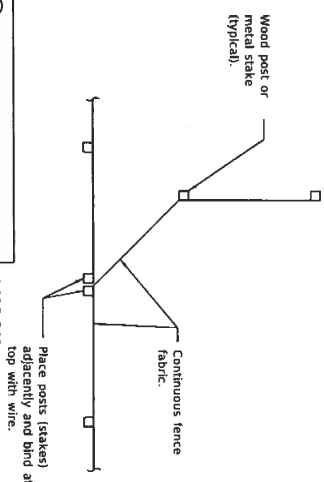 Wood post or
metal stake
(typical).
Continuous fence
fabric.
Place posts (stakes)
adjacently and bind at
top with wire.